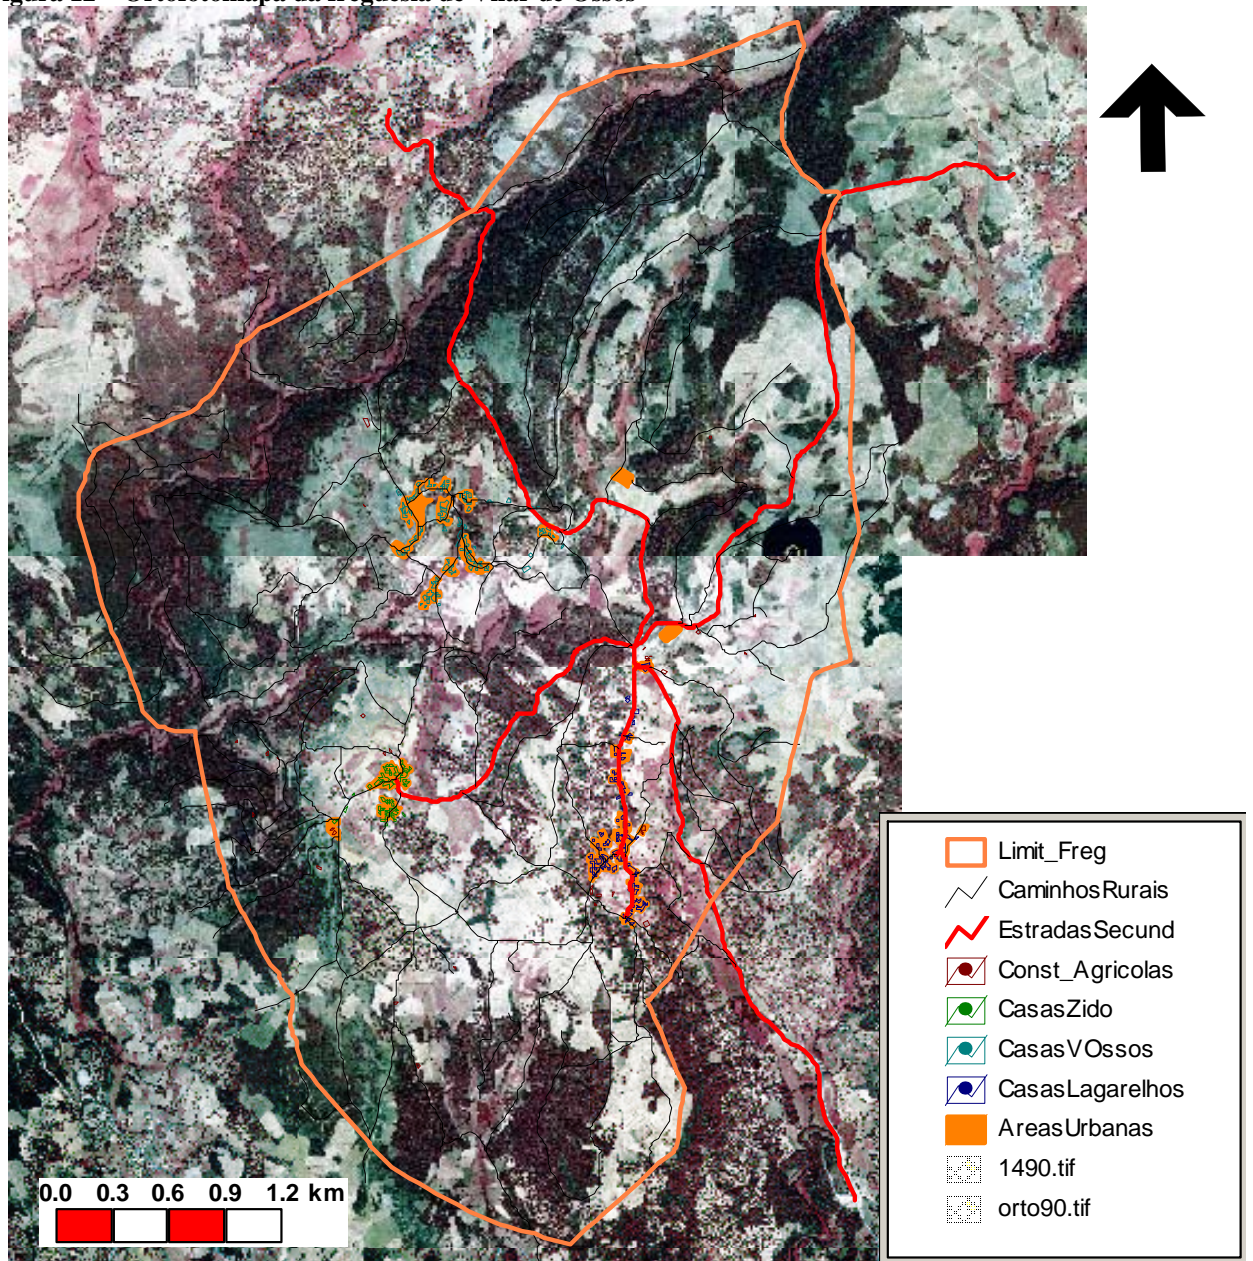 Limit_Freg
CaminhosRurais
EstradasSecund
Const_Agricolas
CasasZido
CasasVOssos
CasasLagarelhos
AreasUrbanas
1490.tif
orto90.tif
0.0 0.3 0.6 0.9 1.2 km